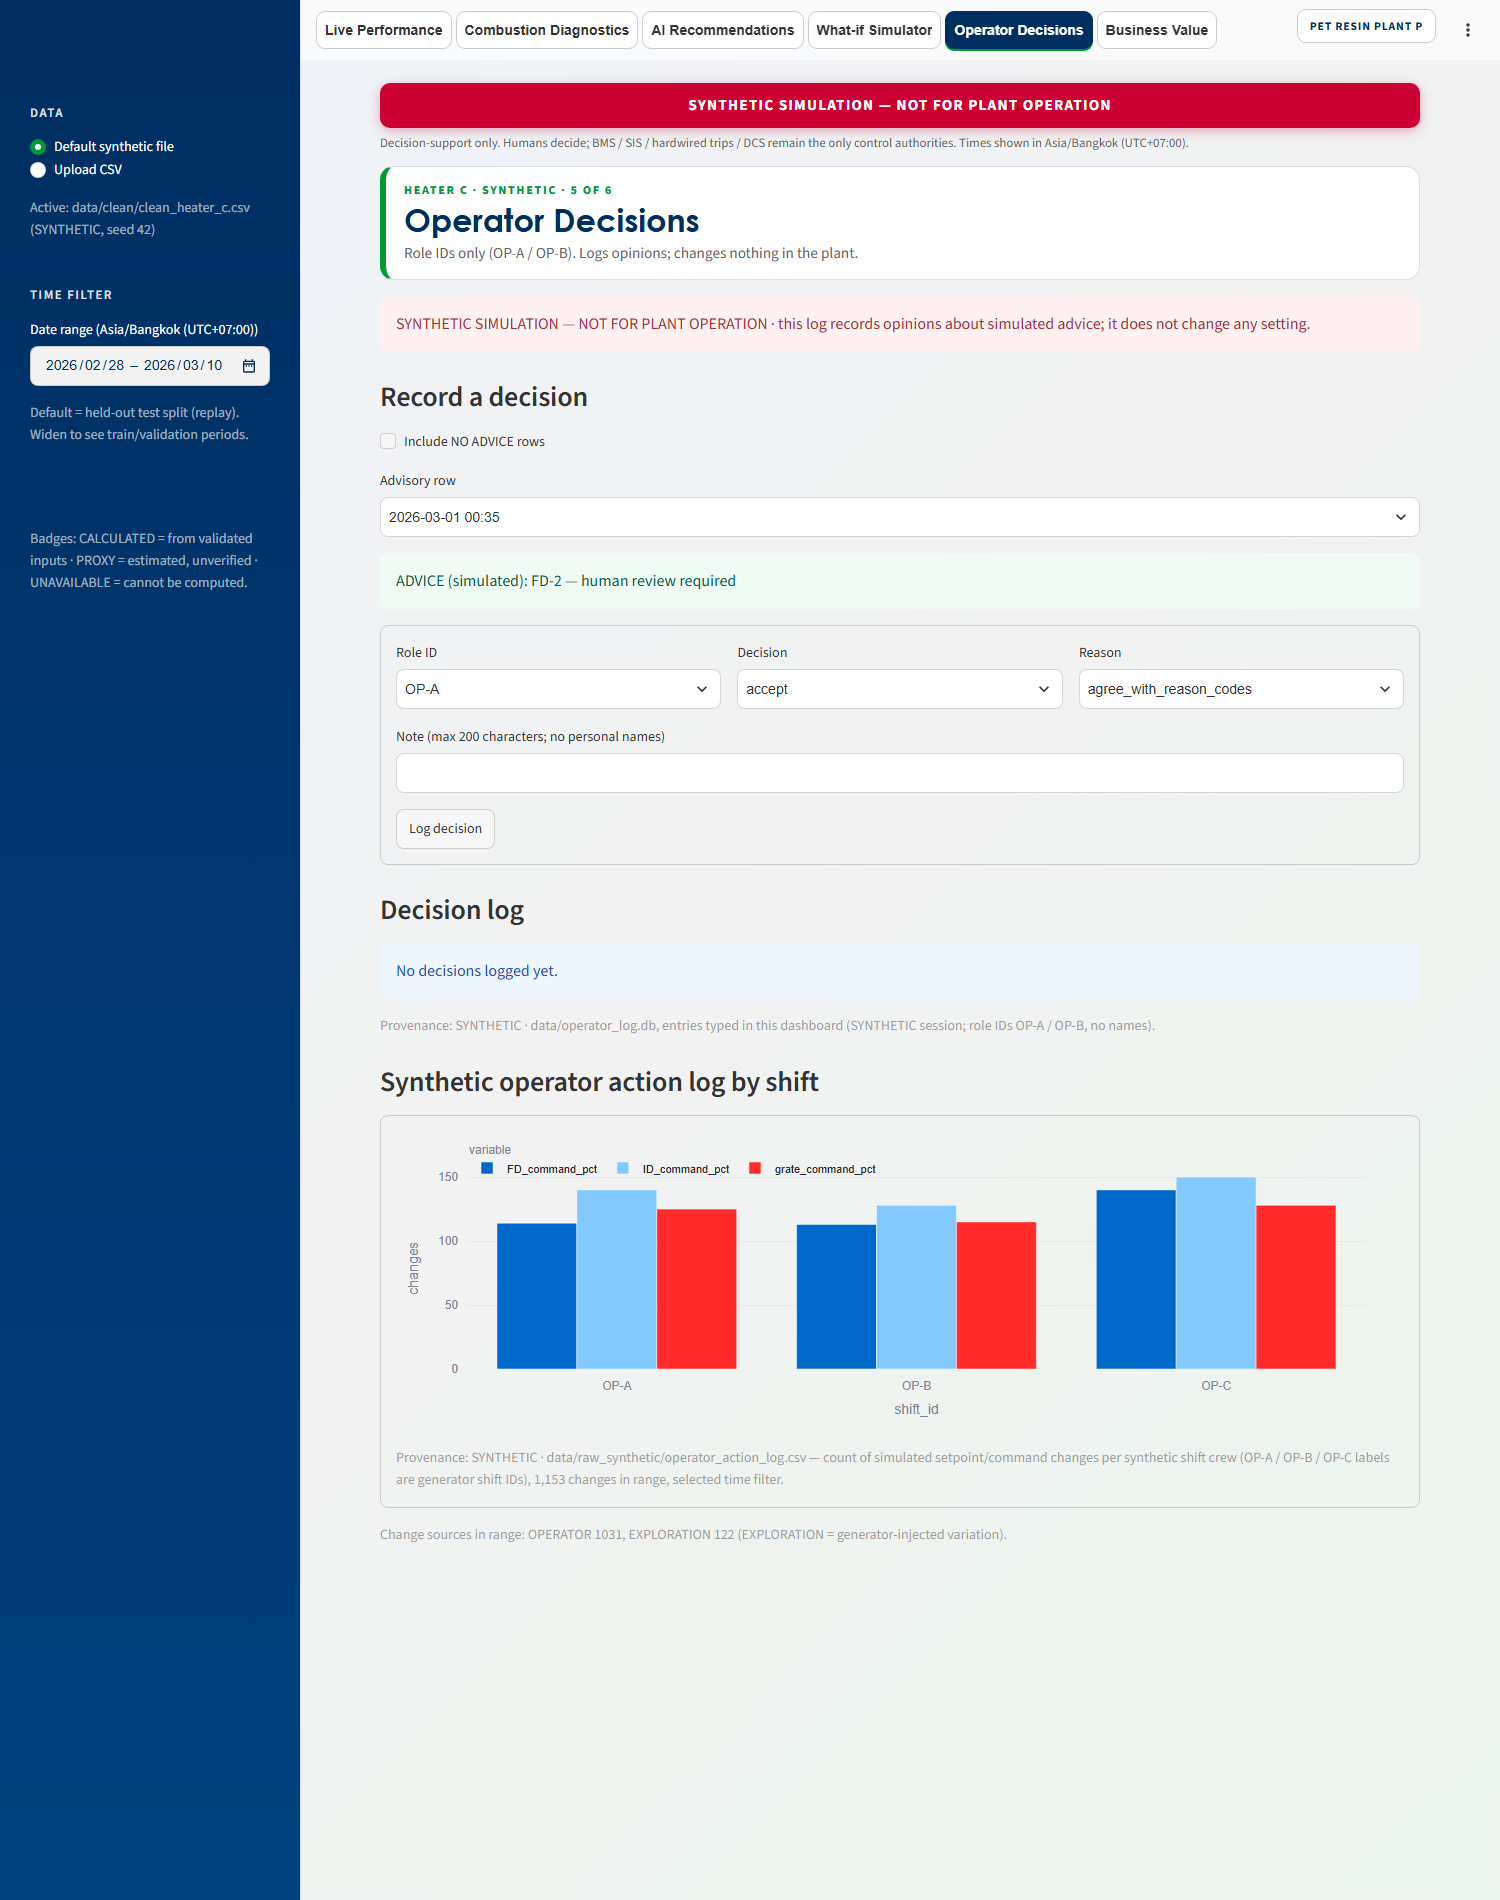 Live Performance
Combustion Diagnostics
AI Recommendations
What-if Simulator
Operator Decisions
Business Value
PET RESIN PLANT P
DATA
Default synthetic file
Upload CSV
Active: data/clean/clean_heater_c.csv
(SYNTHETIC, seed 42)
TIME FILTER
Date range (Asia/Bangkok (UTC+07:00))
2026/02/28 – 2026/03/10
Default = held-out test split (replay).
Widen to see train/validation periods.
Badges: CALCULATED = from validated
inputs · PROXY = estimated, unverified ·
UNAVAILABLE = cannot be computed.
SYNTHETIC SIMULATION — NOT FOR PLANT OPERATION
Decision-support only. Humans decide; BMS / SIS / hardwired trips / DCS remain the only control authorities. Times shown in Asia/Bangkok (UTC+07:00).
HEATER C · SYNTHETIC · 5 OF 6
Operator Decisions
Role IDs only (OP-A / OP-B). Logs opinions; changes nothing in the plant.
SYNTHETIC SIMULATION — NOT FOR PLANT OPERATION · this log records opinions about simulated advice; it does not change any setting.
Record a decision
Include NO ADVICE rows
Advisory row
2026-03-01 00:35
ADVICE (simulated): FD-2 — human review required
Role ID
Decision
Reason
OP-A
accept
agree_with_reason_codes
Note (max 200 characters; no personal names)
Log decision
Decision log
No decisions logged yet.
Provenance: SYNTHETIC · data/operator_log.db, entries typed in this dashboard (SYNTHETIC session; role IDs OP-A / OP-B, no names).
Synthetic operator action log by shift
variable
FD_command_pct
ID_command_pct
grate_command_pct
150
100
50
0
changes
OP-A
OP-B
OP-C
shift_id
Provenance: SYNTHETIC · data/raw_synthetic/operator_action_log.csv — count of simulated setpoint/command changes per synthetic shift crew (OP-A / OP-B / OP-C labels
are generator shift IDs), 1,153 changes in range, selected time filter.
Change sources in range: OPERATOR 1031, EXPLORATION 122 (EXPLORATION = generator-injected variation).